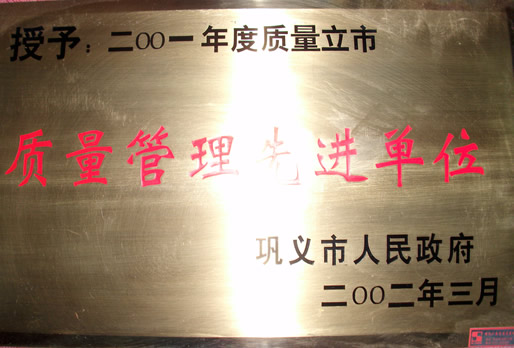 授予：二〇〇一年度质量立市
质量管理先进单位
巩义市人民政府
二〇〇二年三月